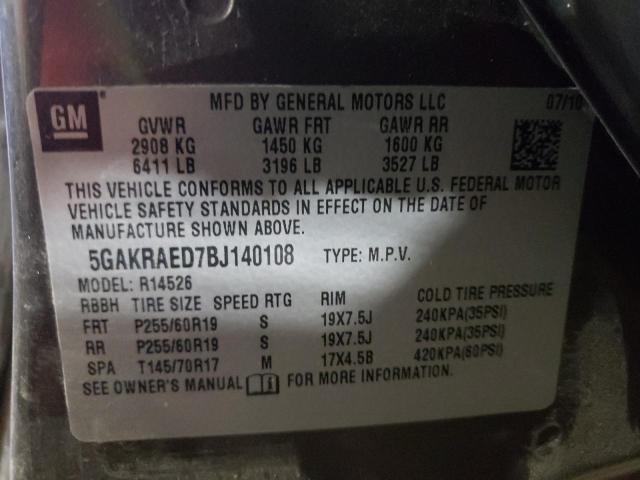 GM
MFD BY GENERAL MOTORS LLC 07/10
GVWR GAWR FRT GAWR RR
2908 KG 1450 KG 1600 KG
6411 LB 3196 LB 3527 LB
THIS VEHICLE CONFORMS TO ALL APPLICABLE U.S. FEDERAL MOTOR
VEHICLE SAFETY STANDARDS IN EFFECT ON THE DATE OF
MANUFACTURE SHOWN ABOVE.
5GAKRAED7BJ140108 TYPE: M.P.V.
MODEL: R14526
RBBH TIRE SIZE SPEED RTG RIM COLD TIRE PRESSURE
FRT P255/60R19 S 19X7.5J 240KPA(35PSI)
RR P255/60R19 S 19X7.5J 240KPA(35PSI)
SPA T145/70R17 M 17X4.5B 420KPA(60PSI)
SEE OWNER'S MANUAL FOR MORE INFORMATION.